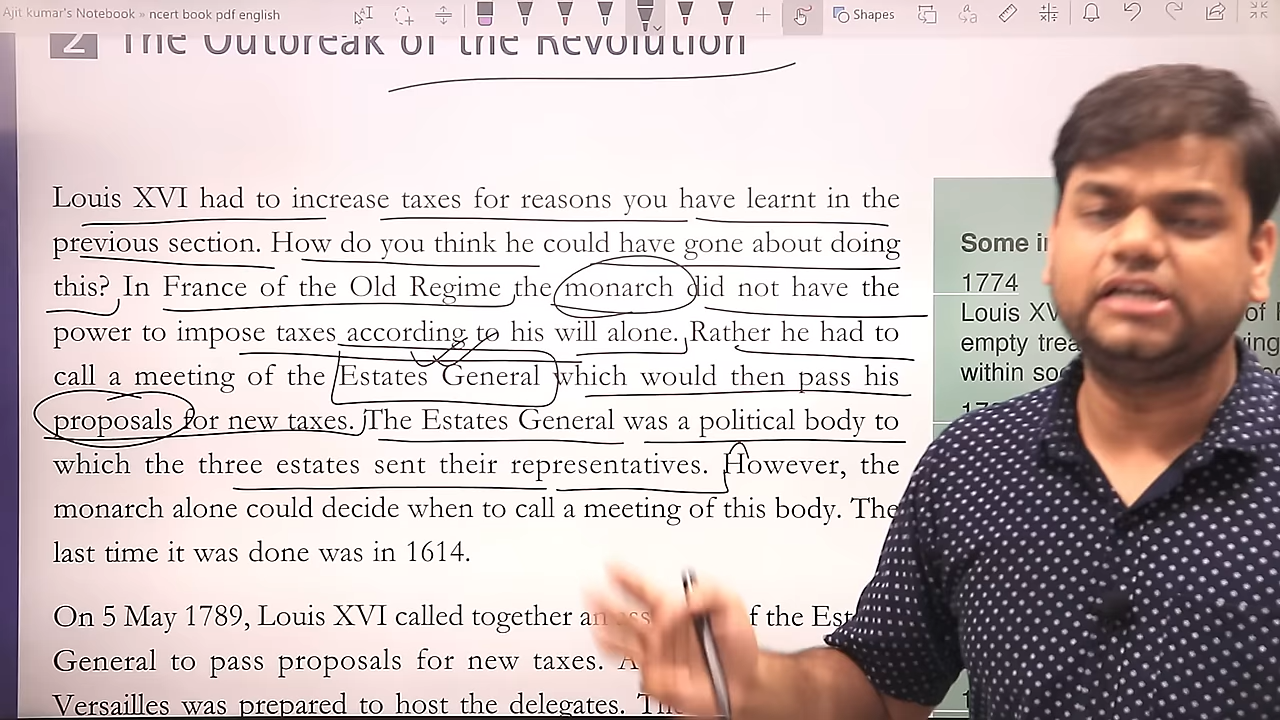 Ajit kumar's Notebook » ncert book pdf english
Shapes
2 The Outbreak of the Revolution
Louis XVI had to increase taxes for reasons you have learnt in the
previous section. How do you think he could have gone about doing
this? In France of the Old Regime the monarch did not have the
power to impose taxes according to his will alone. Rather he had to
call a meeting of the Estates General which would then pass his
proposals for new taxes. The Estates General was a political body to
which the three estates sent their representatives. However, the
monarch alone could decide when to call a meeting of this body. The
last time it was done was in 1614.
On 5 May 1789, Louis XVI called together an of the
General to pass proposals for new taxes.
Versailles was prepared to host the delegates.
Some
1774
Louis of
empty
within